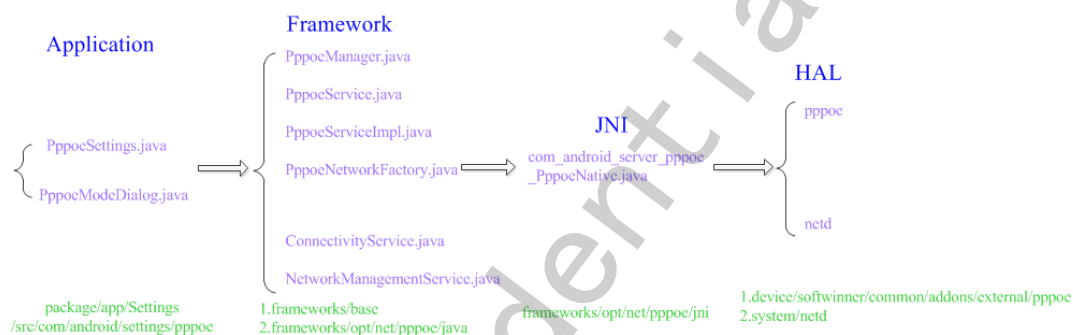 Application
PppoeSettings.java
PppoeModeDialog.java
package/app/Settings
/src/com/android/settings/pppoe
Framework
PppoeManager.java
PppoeService.java
PppoeServiceImpl.java
PppoeNetworkFactory.java
ConnectivityService.java
NetworkManagementService.java
1.frameworks/base
2.frameworks/opt/net/pppoe/java
JNI
com_android_server_pppoe
_PppoeNative.java
frameworks/opt/net/pppoe/jni
HAL
pppoe
netd
1.device/softwinner/common/addons/external/pppoe
2.system/netd
dentia